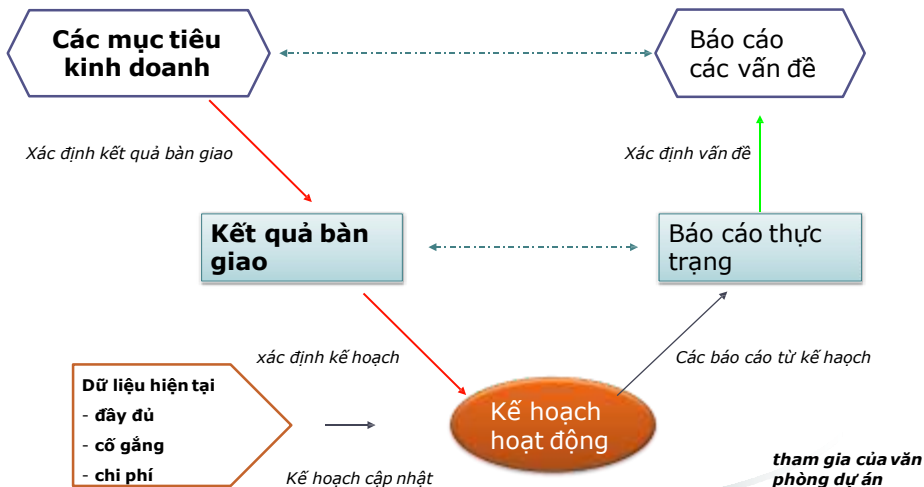 Các mục tiêu
kinh doanh
Báo cáo
các vấn đề
Xác định kết quả bàn giao
Xác định vấn đề
Kết quả bàn
giao
Báo cáo thực
trạng
xác định kế hoạch
Các báo cáo từ kế haọch
Dữ liệu hiện tại
- đầy đủ
- cố gắng
- chi phí
Kế hoạch
hoạt động
Kế hoạch cập nhật
tham gia của văn
phòng dự án